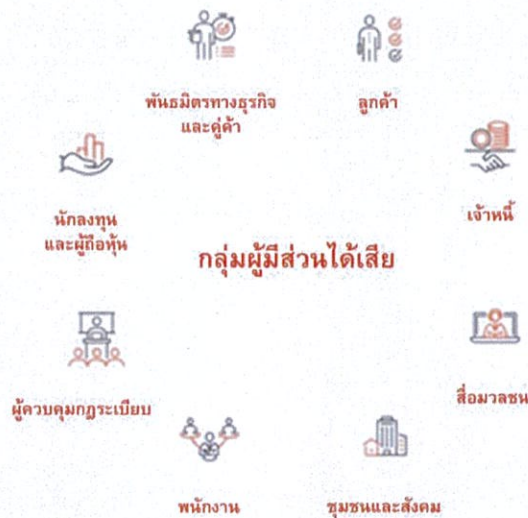 พันธมิตรทางธุรกิจ
และคู่ค้า
ลูกค้า
นักลงทุน
และผู้ถือหุ้น
เจ้าหนี้
กลุ่มผู้มีส่วนได้เสีย
ผู้ควบคุมกฎระเบียบ
สื่อมวลชน
พนักงาน
ชุมชนและสังคม